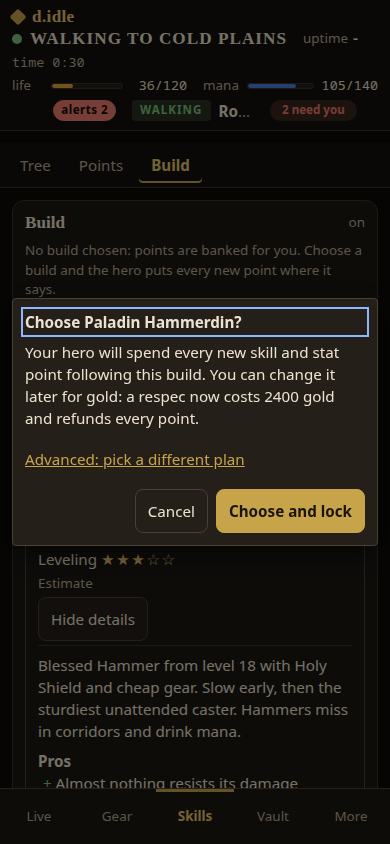 d.idle
WALKING TO COLD PLAINS uptime -
time 0:30
life 36/120 mana 105/140
alerts 2 WALKING Ro... 2 need you
Tree Points Build
Build on
No build chosen: points are banked for you. Choose a
build and the hero puts every new point where it
says.
Choose Paladin Hammerdin?
Your hero will spend every new skill and stat
point following this build. You can change it
later for gold: a respec now costs 2400 gold
and refunds every point.
Advanced: pick a different plan
Cancel Choose and lock
Leveling ★★★☆☆
Estimate
Hide details
Blessed Hammer from level 18 with Holy
Shield and cheap gear. Slow early, then the
sturdiest unattended caster. Hammers miss
in corridors and drink mana.
Pros
+ Almost nothing resists its damage
Live Gear Skills Vault More